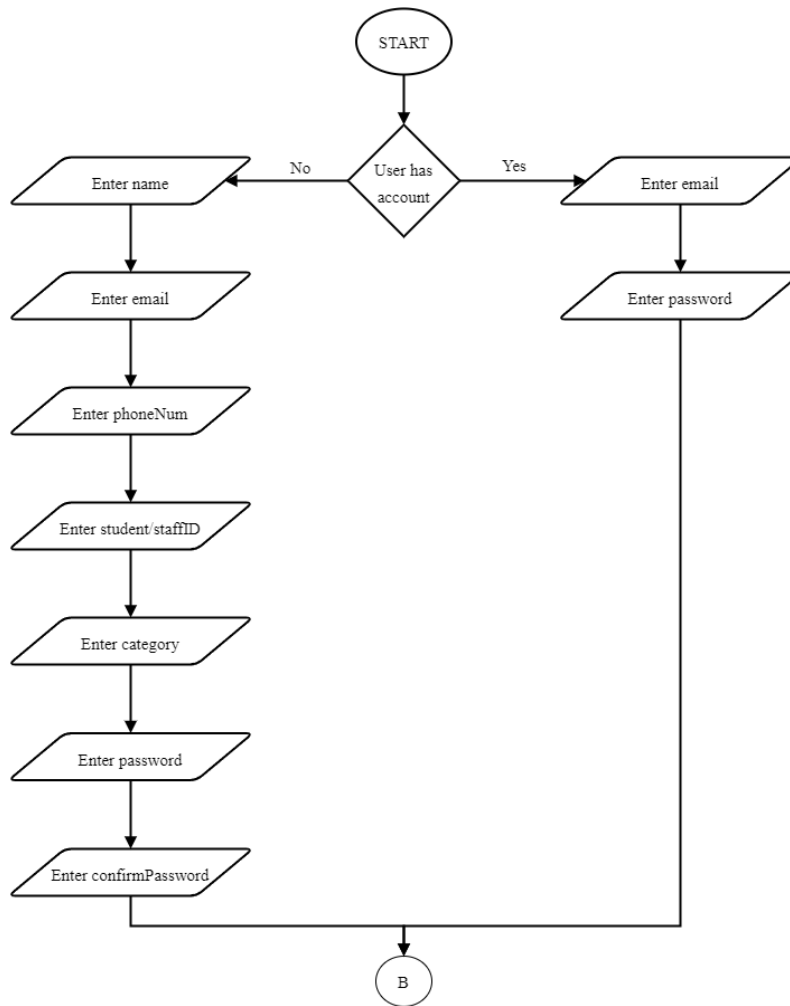 START
User has
account
No
Yes
Enter name
Enter email
Enter phoneNum
Enter student/staffID
Enter category
Enter password
Enter confirmPassword
Enter email
Enter password
B